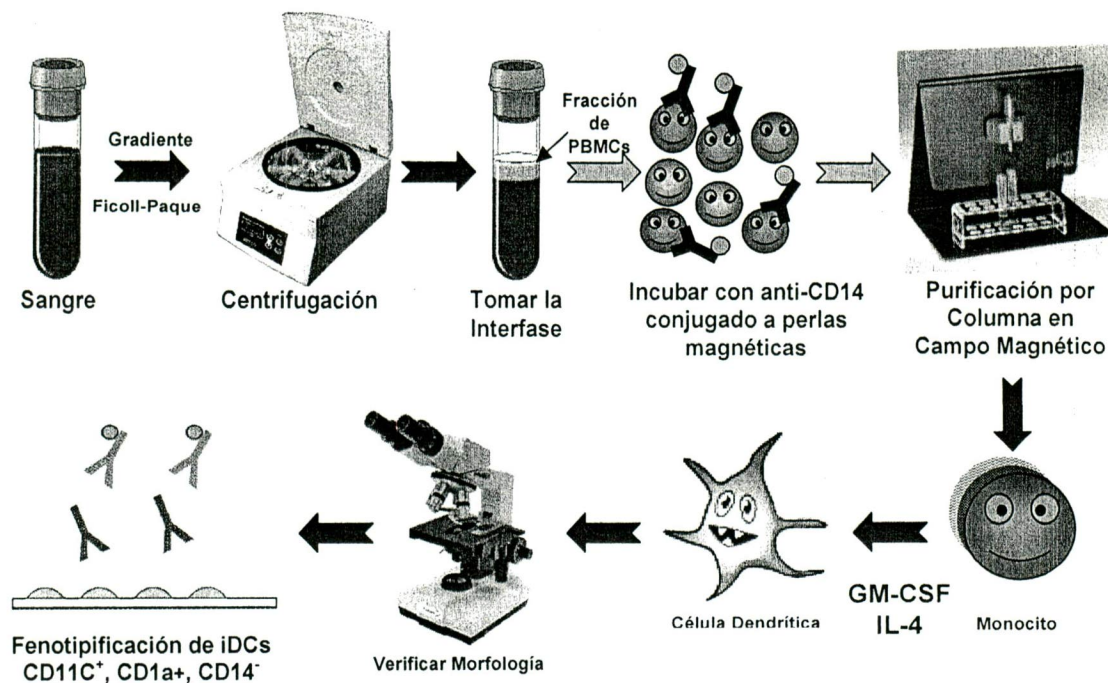 Gradiente
Ficoll-Paque
Fracción
de
PBMCs
Sangre
Centrifugación
Tomar la
Interfase
Incubar con anti-CD14
conjugado a perlas
magnéticas
Purificación por
Columna en
Campo Magnético
Monocito
GM-CSF
IL-4
Célula Dendrítica
Verificar Morfología
Fenotipificación de iDCs
CD11C⁺, CD1a+, CD14⁻